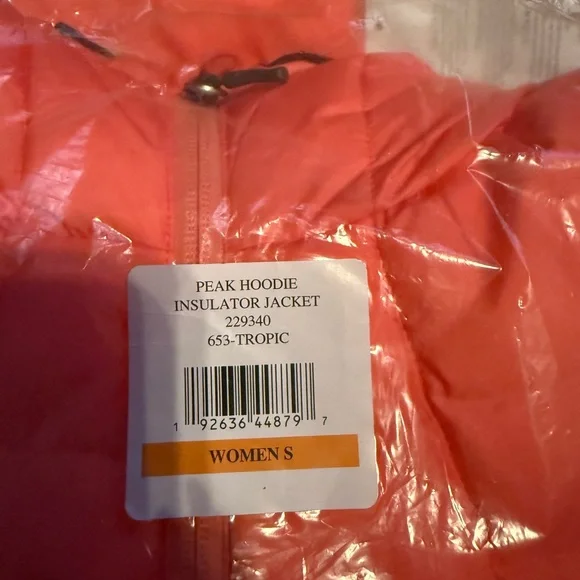 PEAK HOODIE
INSULATOR JACKET
229340
653-TROPIC
1 92636 44879 7
WOMEN S